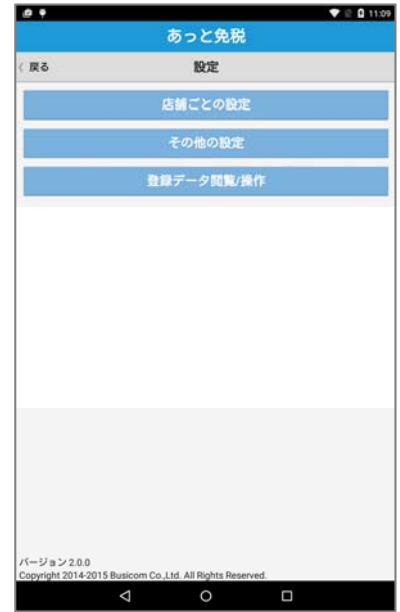 11:09
あっと免税
戻る
設定
店舗ごとの設定
その他の設定
登録データ閲覧/操作
バージョン 2.0.0
Copyright 2014-2015 Busicom Co.,Ltd. All Rights Reserved.